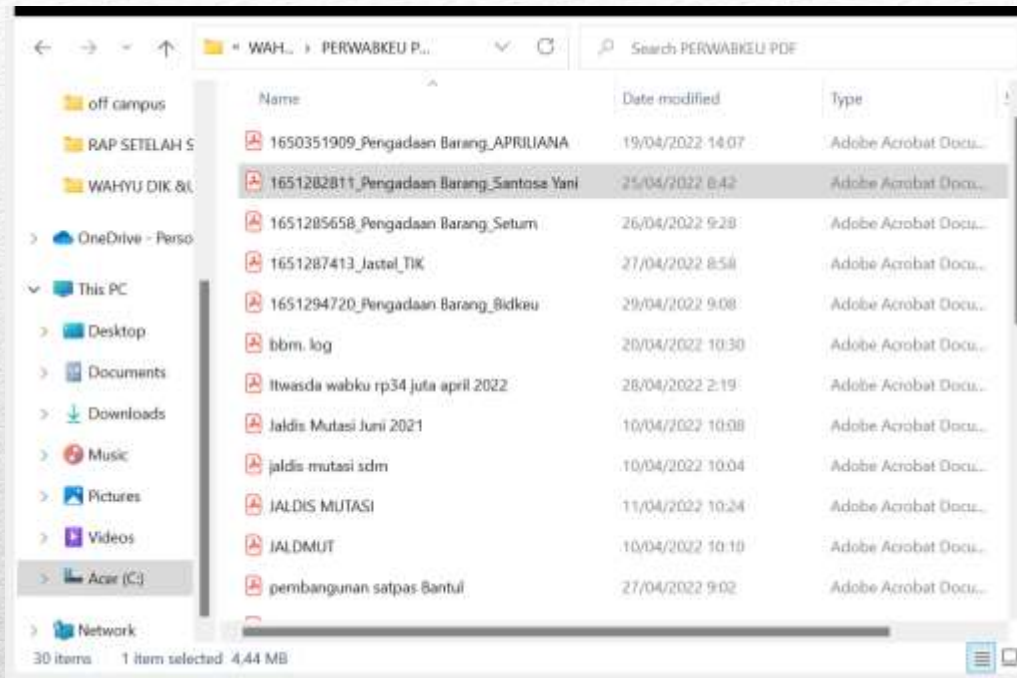 « WAH... › PERWABKEU P...
Search PERWABKEU PDF
off campus
RAP SETELAH S
WAHYU DIK &L
OneDrive - Perso
This PC
Desktop
Documents
Downloads
Music
Pictures
Videos
Acer (C:)
Network
Name Date modified Type
1650351909_Pengadaan Barang_APRILIANA 19/04/2022 14:07 Adobe Acrobat Docu...
1651282811_Pengadaan Barang_Santosa Yani 25/04/2022 8:42 Adobe Acrobat Docu...
1651285658_Pengadaan Barang_Setum 26/04/2022 9:28 Adobe Acrobat Docu...
1651287413_Jastel_TIK 27/04/2022 8:58 Adobe Acrobat Docu...
1651294720_Pengadaan Barang_Bidkeu 29/04/2022 9:08 Adobe Acrobat Docu...
bbm. log 20/04/2022 10:30 Adobe Acrobat Docu...
Itwasda wabku rp34 juta april 2022 28/04/2022 2:19 Adobe Acrobat Docu...
Jaldis Mutasi Juni 2021 10/04/2022 10:08 Adobe Acrobat Docu...
jaldis mutasi sdm 10/04/2022 10:04 Adobe Acrobat Docu...
JALDIS MUTASI 11/04/2022 10:24 Adobe Acrobat Docu...
JALDMUT 10/04/2022 10:10 Adobe Acrobat Docu...
pembangunan satpas Bantul 27/04/2022 9:02 Adobe Acrobat Docu...
30 items 1 item selected 4,44 MB